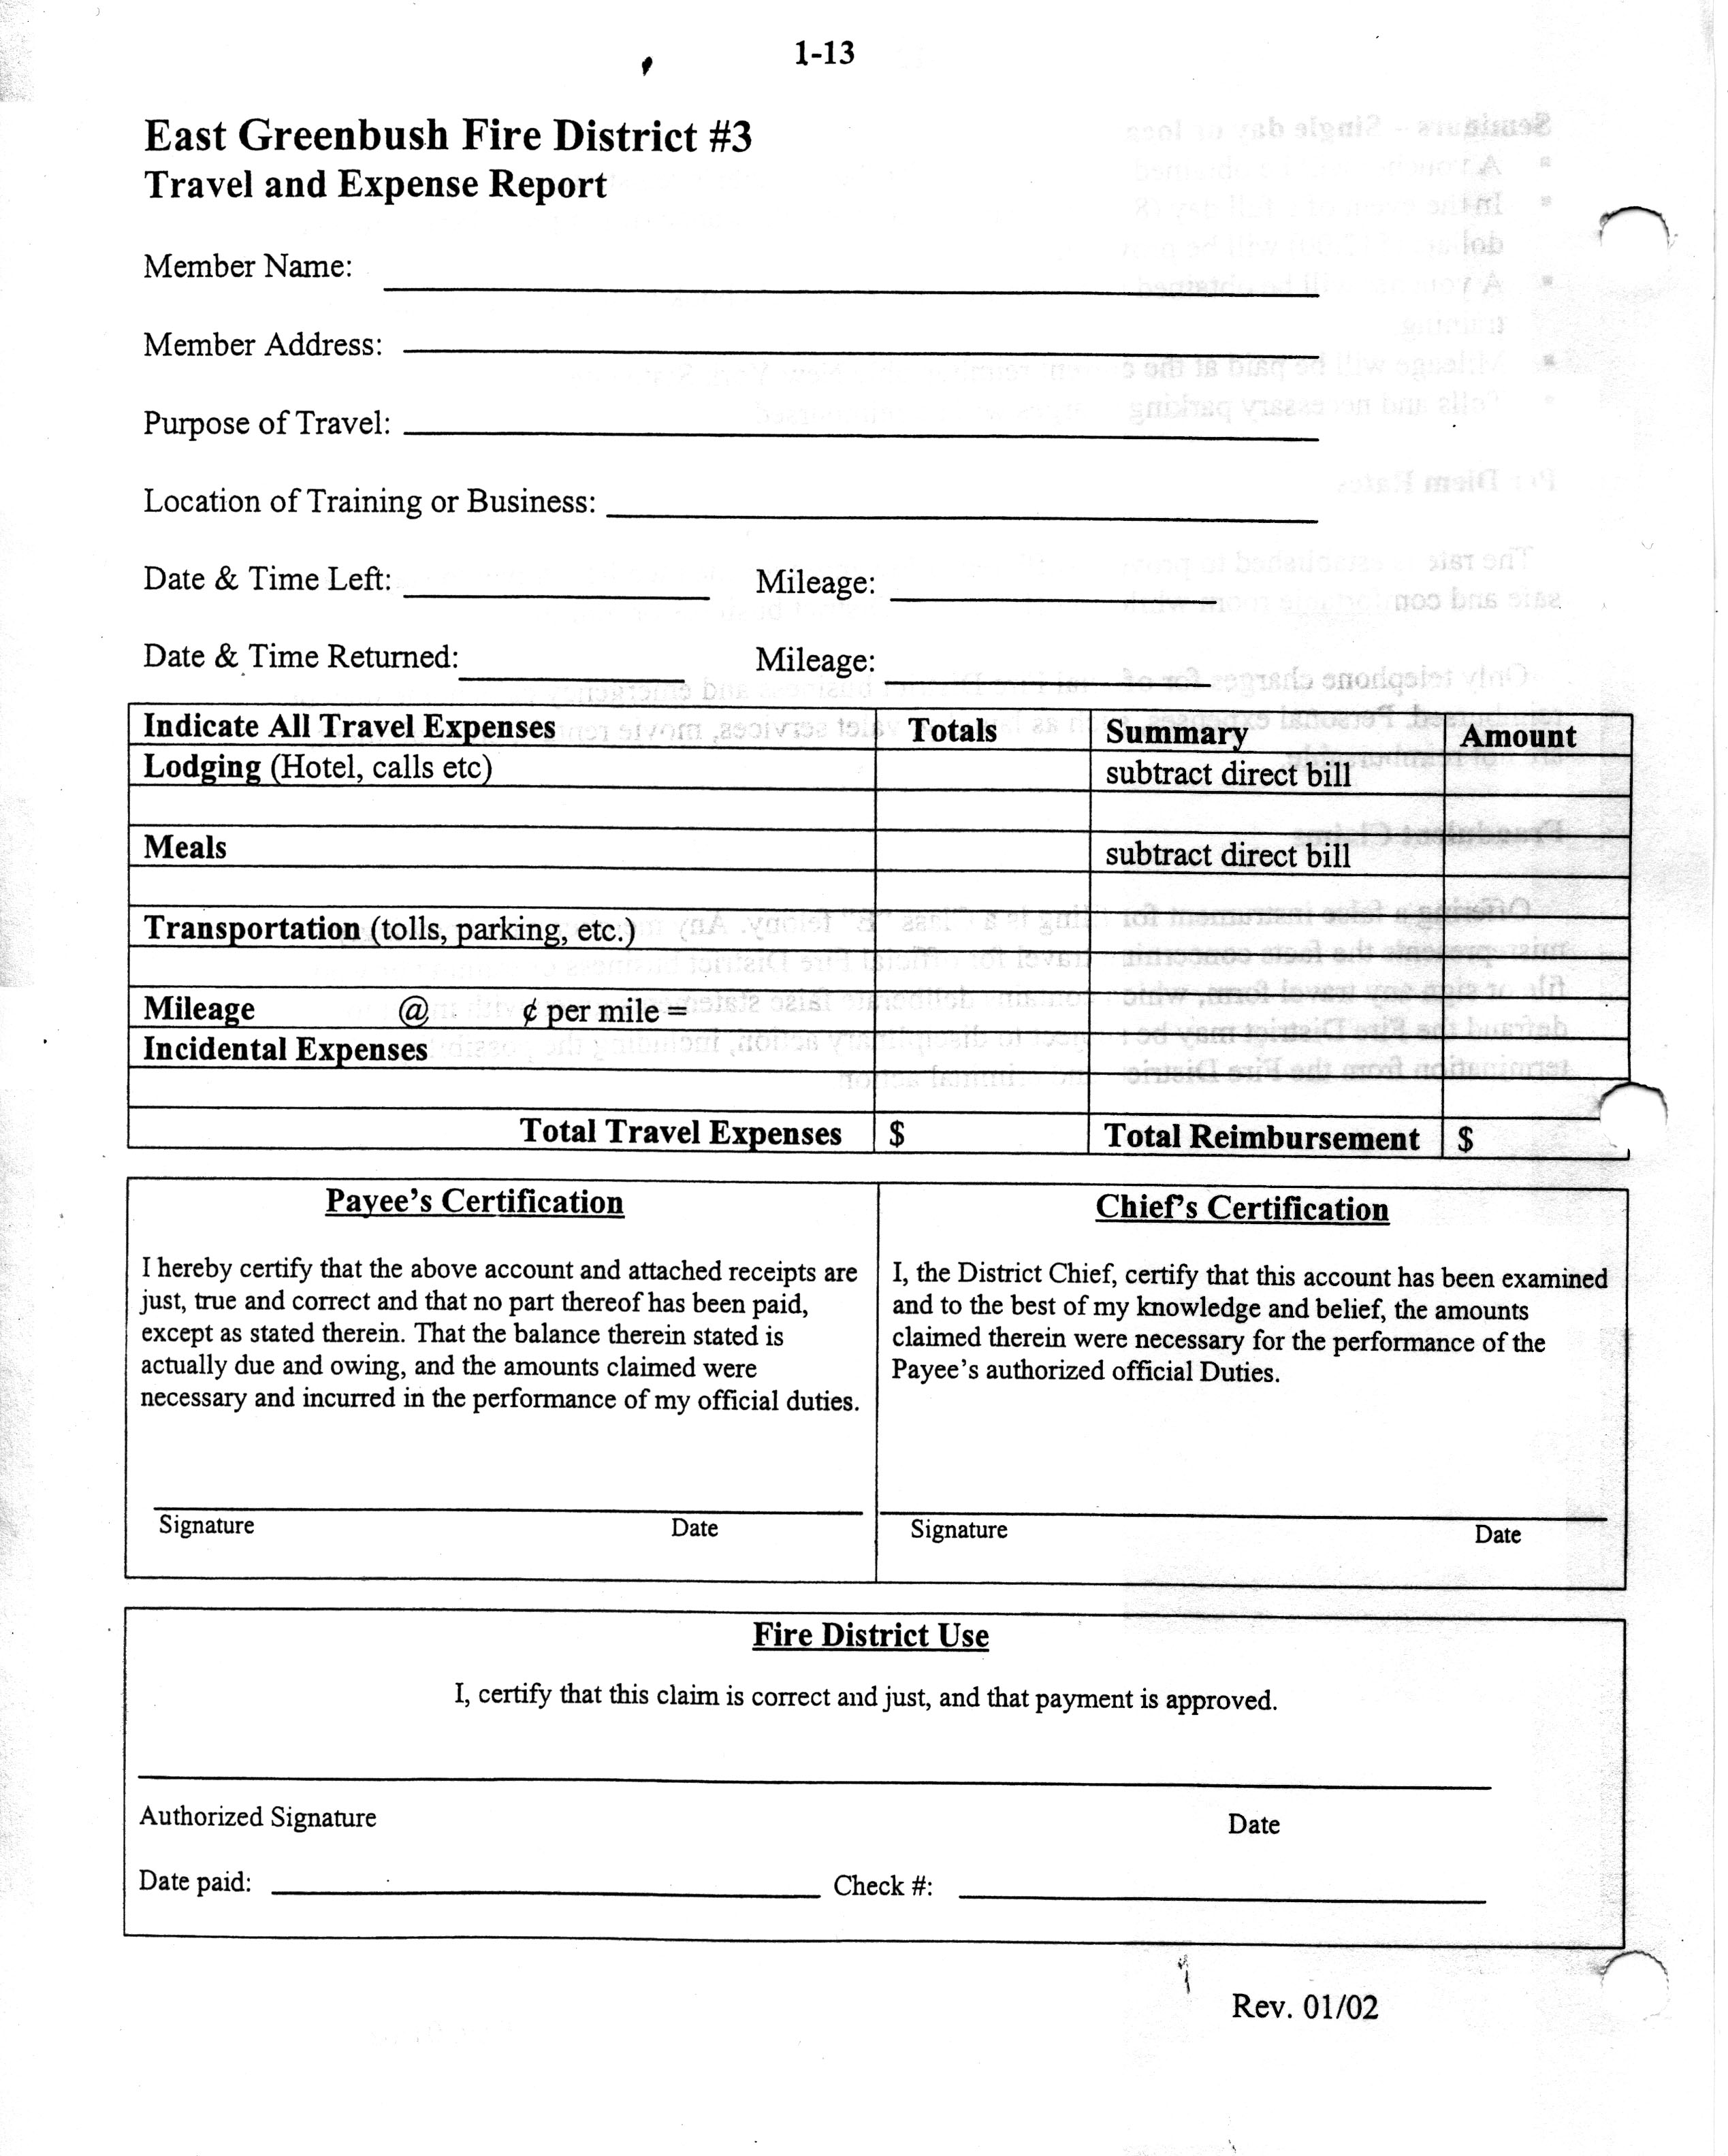 1-13
East Greenbush Fire District #3
Travel and Expense Report
Member Name:
Member Address:
Purpose of Travel:
Location of Training or Business:
Date & Time Left: Mileage:
Date & Time Returned: Mileage:
Indicate All Travel Expenses Totals Summary Amount
Lodging (Hotel, calls etc) subtract direct bill
Meals subtract direct bill
Transportation (tolls, parking, etc.)
Mileage @ ¢ per mile =
Incidental Expenses
Total Travel Expenses $ Total Reimbursement $
Payee's Certification
I hereby certify that the above account and attached receipts are
just, true and correct and that no part thereof has been paid,
except as stated therein. That the balance therein stated is
actually due and owing, and the amounts claimed were
necessary and incurred in the performance of my official duties.
Signature Date
Chief's Certification
I, the District Chief, certify that this account has been examined
and to the best of my knowledge and belief, the amounts
claimed therein were necessary for the performance of the
Payee's authorized official Duties.
Signature Date
Fire District Use
I, certify that this claim is correct and just, and that payment is approved.
Authorized Signature Date
Date paid: Check #:
Rev. 01/02